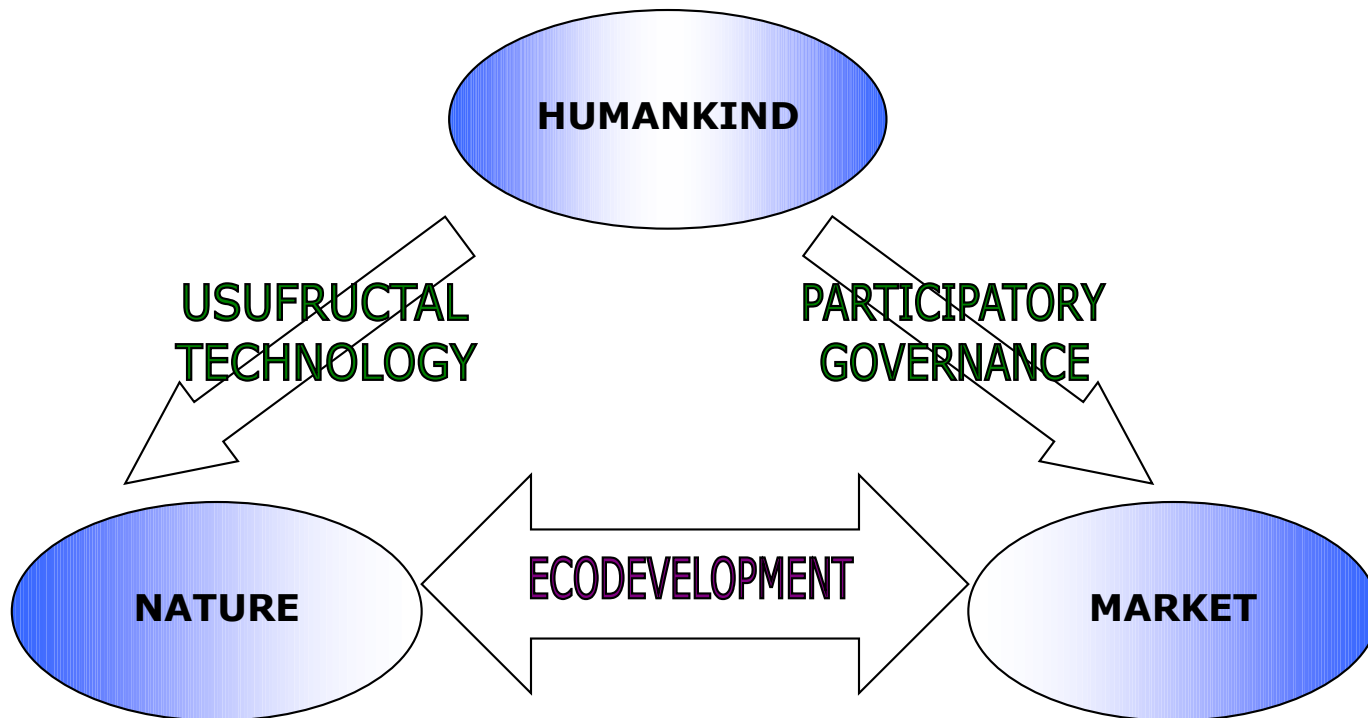 HUMANKIND
USUFRUCTAL
TECHNOLOGY
PARTICIPATORY
GOVERNANCE
ECODEVELOPMENT
NATURE
MARKET